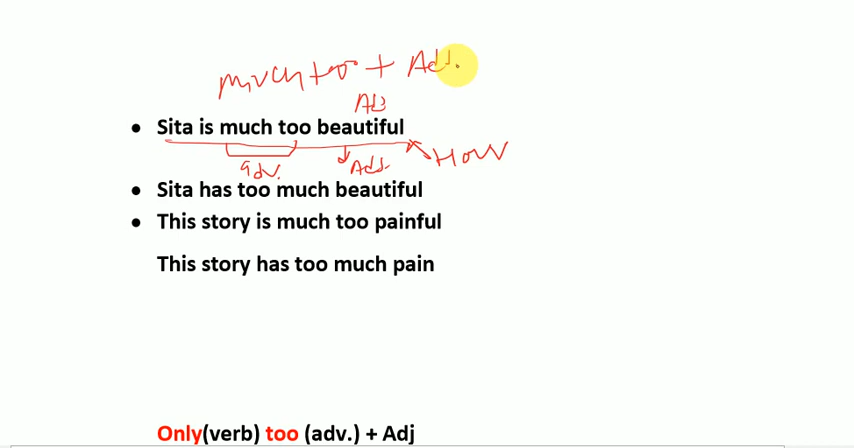 much too + Adj.
Ad
• Sita is much too beautiful
adv. Adj. How
• Sita has too much beautiful
• This story is much too painful
This story has too much pain
Only(verb) too (adv.) + Adj